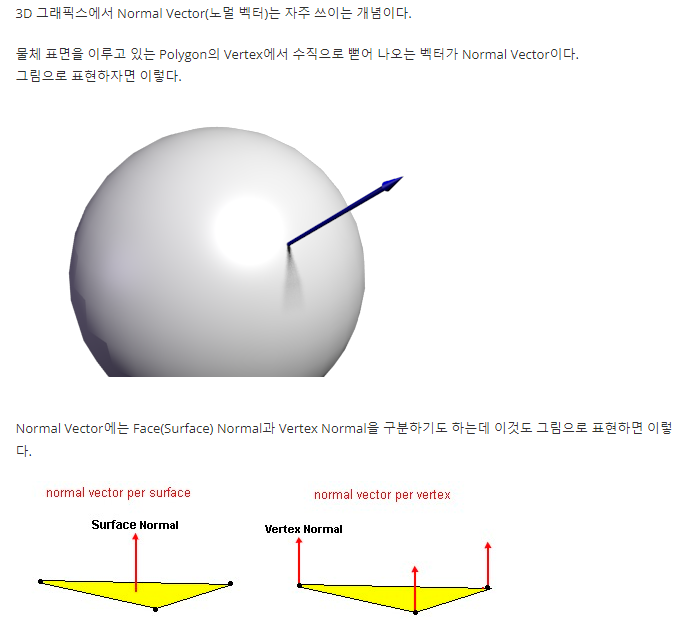 3D 그래픽스에서 Normal Vector(노멀 벡터)는 자주 쓰이는 개념이다.
물체 표면을 이루고 있는 Polygon의 Vertex에서 수직으로 뻗어 나오는 벡터가 Normal Vector이다.
그림으로 표현하자면 이렇다.
Normal Vector에는 Face(Surface) Normal과 Vertex Normal을 구분하기도 하는데 이것도 그림으로 표현하면 이렇
다.
normal vector per surface
Surface Normal
normal vector per vertex
Vertex Normal